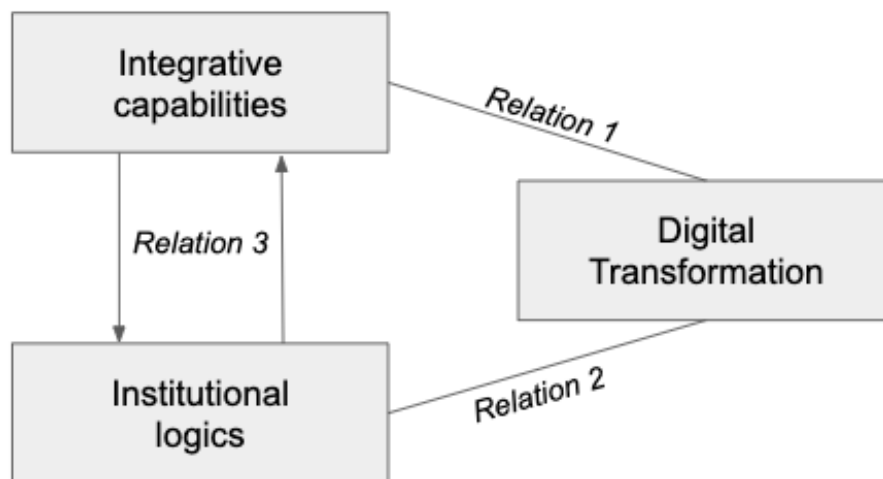 Integrative
capabilities
Relation 1
Relation 3
Digital
Transformation
Institutional
logics
Relation 2